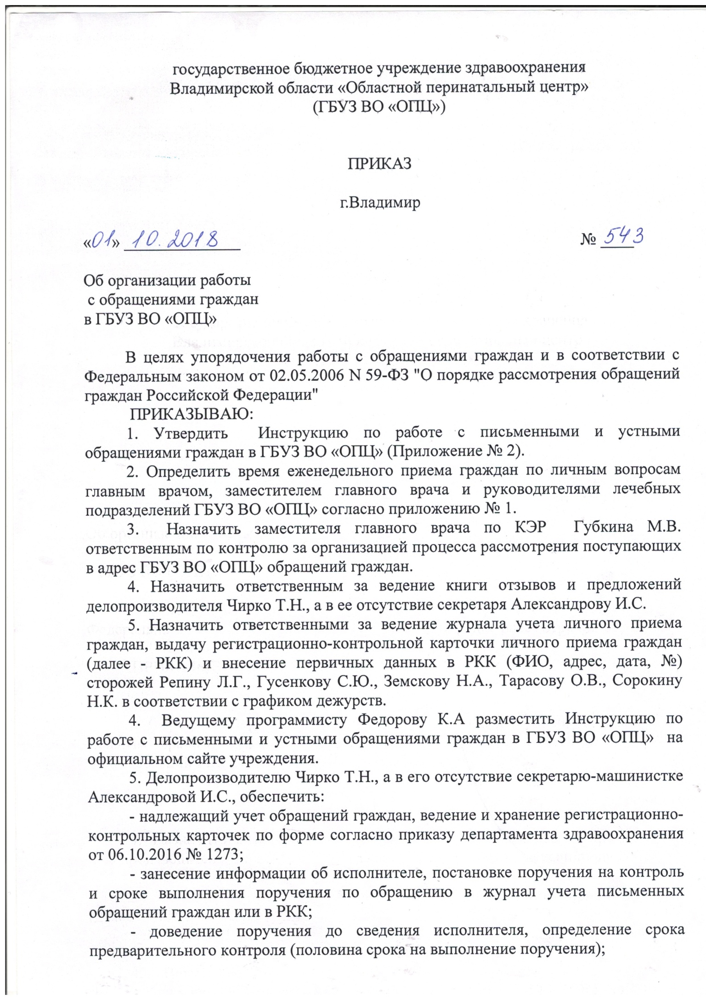 государственное бюджетное учреждение здравоохранения
Владимирской области «Областной перинатальный центр»
(ГБУЗ ВО «ОПЦ»)
ПРИКАЗ
г.Владимир
«01» 10.2018 № 543
Об организации работы
с обращениями граждан
в ГБУЗ ВО «ОПЦ»
В целях упорядочения работы с обращениями граждан и в соответствии с
Федеральным законом от 02.05.2006 N 59-ФЗ "О порядке рассмотрения обращений
граждан Российской Федерации"
ПРИКАЗЫВАЮ:
1. Утвердить Инструкцию по работе с письменными и устными
обращениями граждан в ГБУЗ ВО «ОПЦ» (Приложение № 2).
2. Определить время еженедельного приема граждан по личным вопросам
главным врачом, заместителем главного врача и руководителями лечебных
подразделений ГБУЗ ВО «ОПЦ» согласно приложению № 1.
3. Назначить заместителя главного врача по КЭР Губкина М.В.
ответственным по контролю за организацией процесса рассмотрения поступающих
в адрес ГБУЗ ВО «ОПЦ» обращений граждан.
4. Назначить ответственным за ведение книги отзывов и предложений
делопроизводителя Чирко Т.Н., а в ее отсутствие секретаря Александрову И.С.
5. Назначить ответственными за ведение журнала учета личного приема
граждан, выдачу регистрационно-контрольной карточки личного приема граждан
(далее - РКК) и внесение первичных данных в РКК (ФИО, адрес, дата, №)
сторожей Репину Л.Г., Гусенкову С.Ю., Земскову Н.А., Тарасову О.В., Сорокину
Н.К. в соответствии с графиком дежурств.
4. Ведущему программисту Федорову К.А разместить Инструкцию по
работе с письменными и устными обращениями граждан в ГБУЗ ВО «ОПЦ» на
официальном сайте учреждения.
5. Делопроизводителю Чирко Т.Н., а в его отсутствие секретарю-машинистке
Александровой И.С., обеспечить:
- надлежащий учет обращений граждан, ведение и хранение регистрационно-
контрольных карточек по форме согласно приказу департамента здравоохранения
от 06.10.2016 № 1273;
- занесение информации об исполнителе, постановке поручения на контроль
и сроке выполнения поручения по обращению в журнал учета письменных
обращений граждан или в РКК;
- доведение поручения до сведения исполнителя, определение срока
предварительного контроля (половина срока на выполнение поручения);